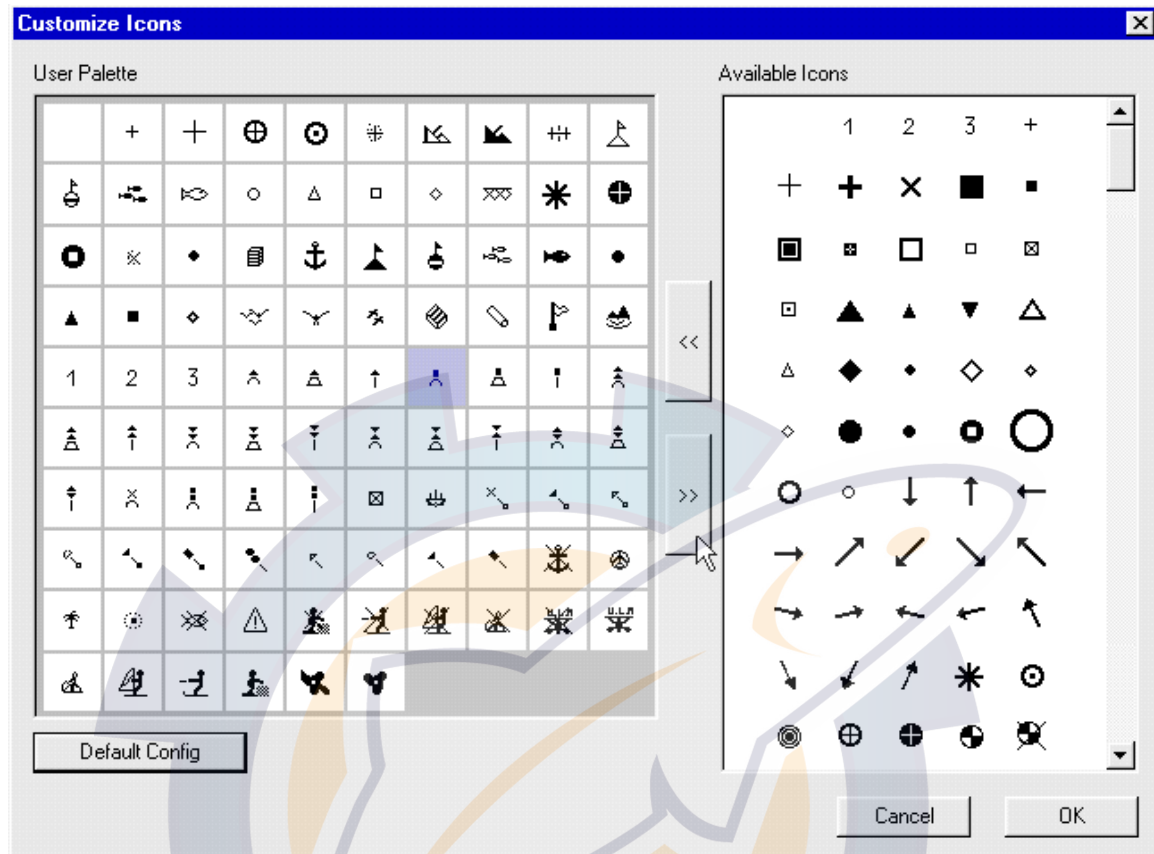 Customize Icons
User Palette
Available Icons
1 2 3
<<
1 2 3
>>
Default Config
Cancel
OK